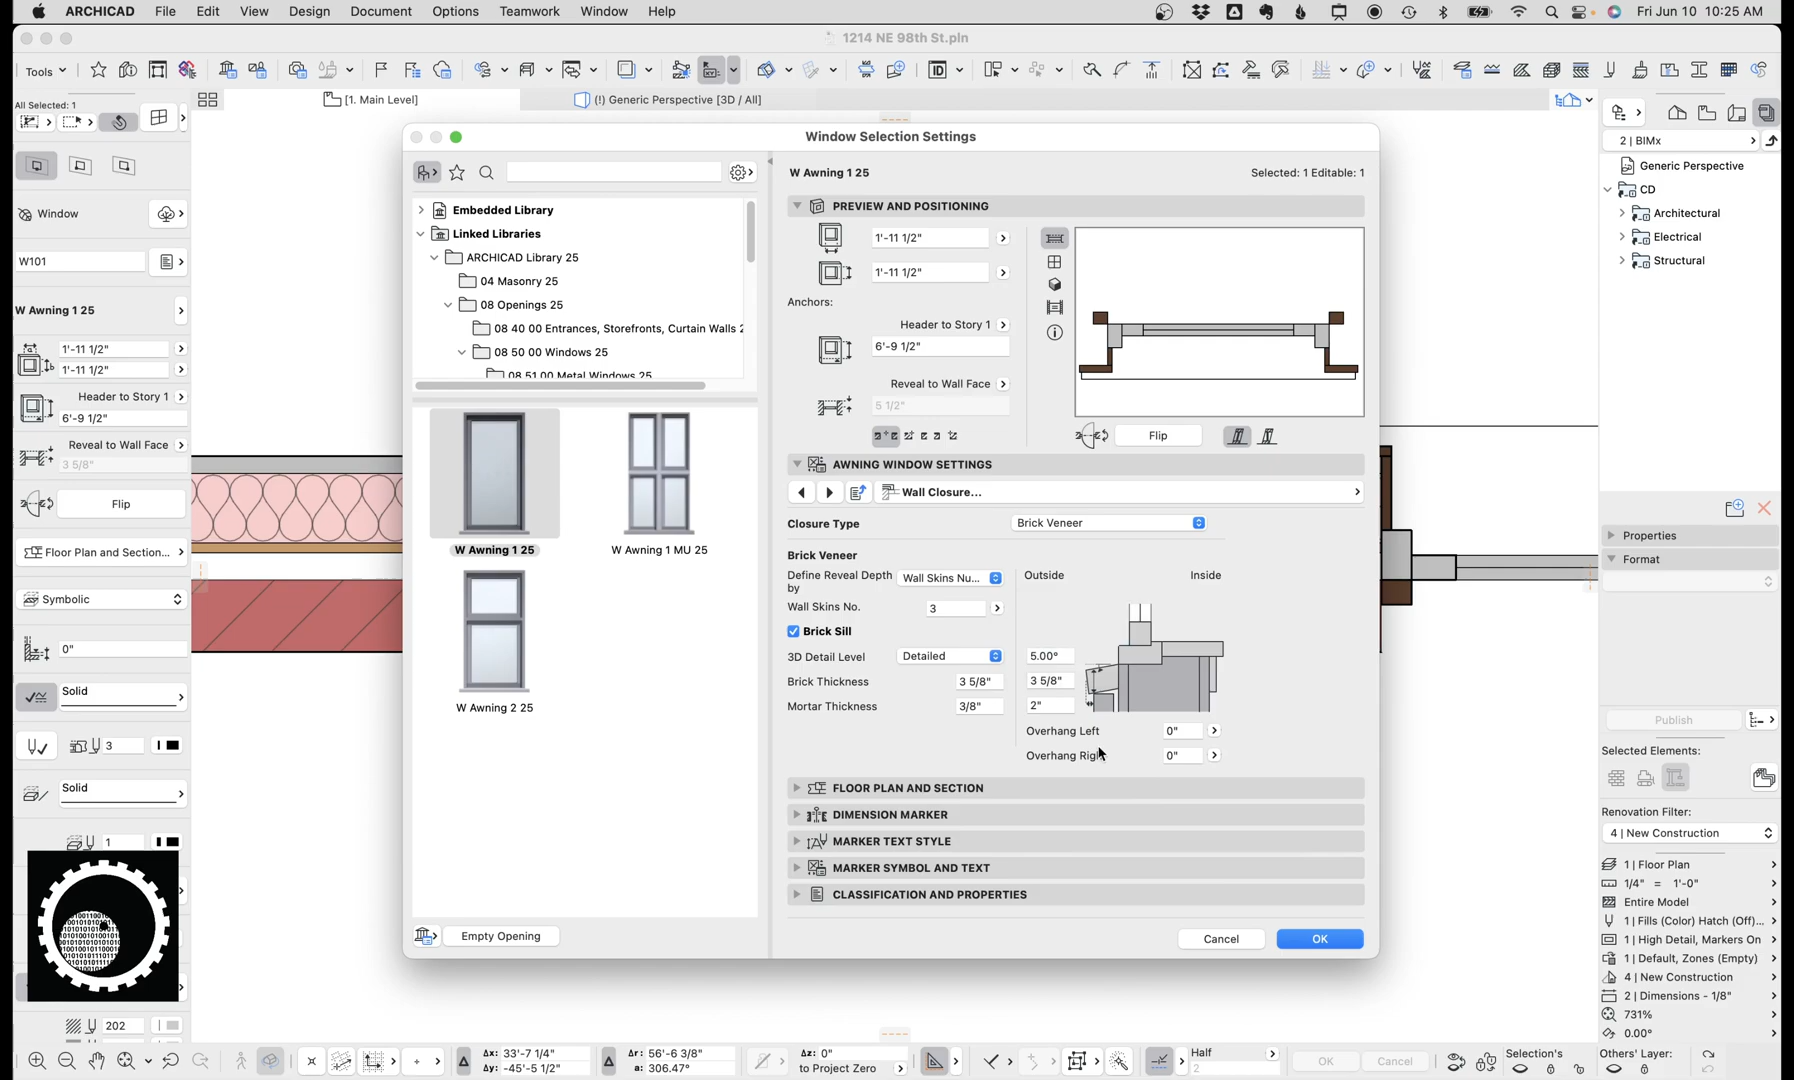 ARCHICAD File Edit View Design Document Options Teamwork Window Help
Fri Jun 10 10:25 AM
1214 NE 98th St.pln
Tools
All Selected: 1
[1. Main Level]
(!) Generic Perspective [3D / All]
Window
W101
W Awning 1 25
1'-11 1/2"
1'-11 1/2"
Header to Story 1
6'-9 1/2"
Reveal to Wall Face
3 5/8"
Flip
Floor Plan and Section...
Symbolic
0"
Solid
3
Solid
1
202
Window Selection Settings
Embedded Library
Linked Libraries
ARCHICAD Library 25
04 Masonry 25
08 Openings 25
08 40 00 Entrances, Storefronts, Curtain Walls 2
08 50 00 Windows 25
08 51 00 Metal Windows 25
W Awning 1 25
W Awning 1 MU 25
W Awning 2 25
Empty Opening
W Awning 1 25
Selected: 1 Editable: 1
PREVIEW AND POSITIONING
1'-11 1/2"
1'-11 1/2"
Anchors:
Header to Story 1
6'-9 1/2"
Reveal to Wall Face
5 1/2"
Flip
AWNING WINDOW SETTINGS
Wall Closure...
Closure Type
Brick Veneer
Brick Veneer
Define Reveal Depth by
Wall Skins Nu...
Outside
Inside
Wall Skins No.
3
Brick Sill
3D Detail Level
Detailed
5.00°
Brick Thickness
3 5/8"
3 5/8"
Mortar Thickness
3/8"
2"
Overhang Left
0"
Overhang Rig
0"
FLOOR PLAN AND SECTION
DIMENSION MARKER
MARKER TEXT STYLE
MARKER SYMBOL AND TEXT
CLASSIFICATION AND PROPERTIES
Cancel
OK
2 | BIMx
Generic Perspective
CD
Architectural
Electrical
Structural
Properties
Format
Publish
Selected Elements:
Renovation Filter:
4 | New Construction
1 | Floor Plan
1/4" = 1'-0"
Entire Model
1 | Fills (Color) Hatch (Off)...
1 | High Detail, Markers On
1 | Default, Zones (Empty)
4 | New Construction
2 | Dimensions - 1/8"
731%
0.00°
Δx: 33'-7 1/4"
Δy: -45'-5 1/2"
Δr: 56'-6 3/8"
a: 306.47°
Δz: 0"
to Project Zero
Half
2
OK
Cancel
Selection's
Others' Layer: